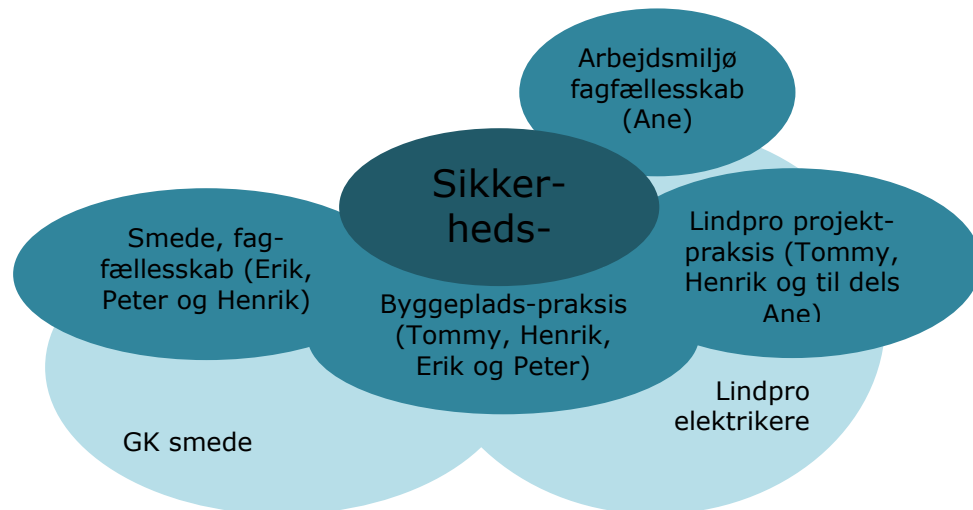 Arbejdsmiljø
fagfællesskab
(Ane)
Sikker-
heds-
Smede, fag-
fællesskab (Erik,
Peter og Henrik)
Lindpro projekt-
praksis (Tommy,
Henrik og til dels
Ane)
Byggeplads-praksis
(Tommy, Henrik,
Erik og Peter)
Lindpro
elektrikere
GK smede